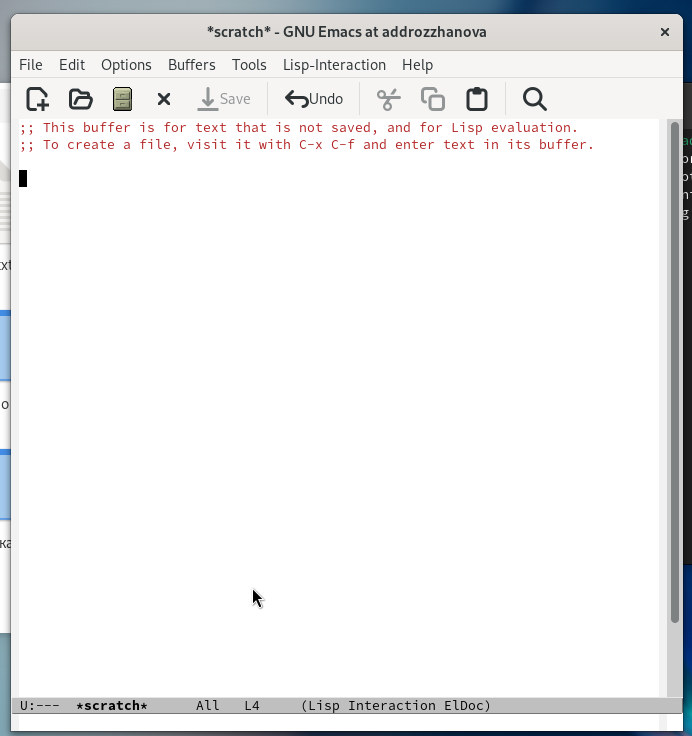 *scratch* - GNU Emacs at addrozzhanova
File Edit Options Buffers Tools Lisp-Interaction Help
Save Undo
;; This buffer is for text that is not saved, and for Lisp evaluation.
;; To create a file, visit it with C-x C-f and enter text in its buffer.
U:--- *scratch* All L4 (Lisp Interaction ElDoc)